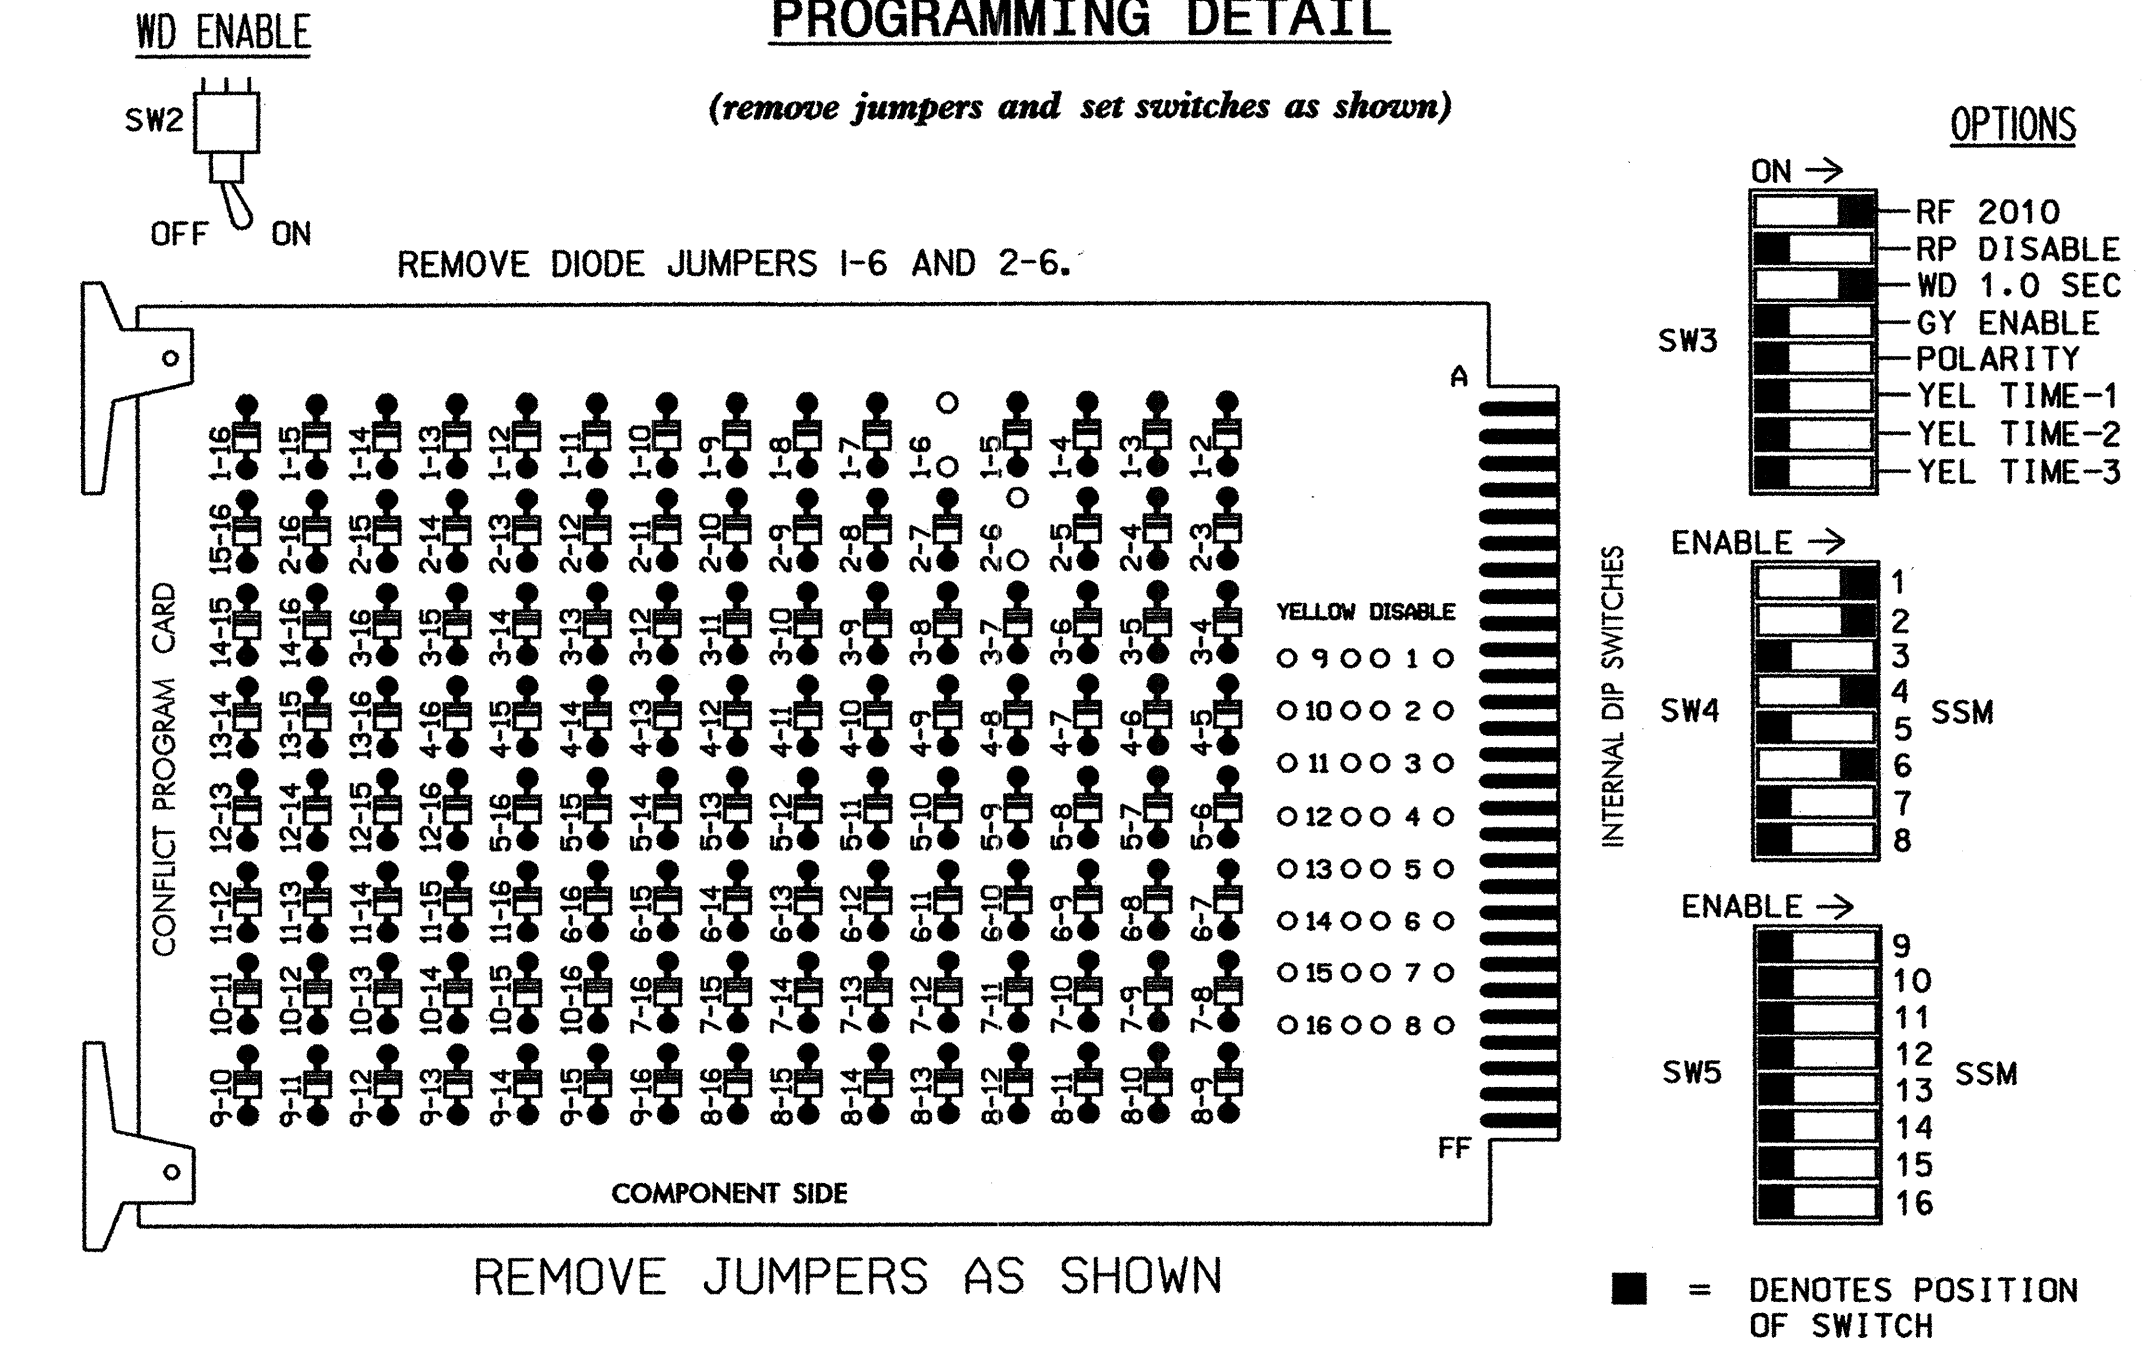 PROGRAMMING DETAIL
(remove jumpers and set switches as shown)
WD ENABLE
SW2
OFF ON
REMOVE DIODE JUMPERS 1-6 AND 2-6.
CONFLICT PROGRAM CARD
1-16 1-15 1-14 1-13 1-12 1-11 1-10 1-9 1-8 1-7 1-6 1-5 1-4 1-3 1-2
15-16 2-16 2-15 2-14 2-13 2-12 2-11 2-10 2-9 2-8 2-7 2-6 2-5 2-4 2-3
14-15 14-16 3-16 3-15 3-14 3-13 3-12 3-11 3-10 3-9 3-8 3-7 3-6 3-5 3-4
13-14 13-15 13-16 4-16 4-15 4-14 4-13 4-12 4-11 4-10 4-9 4-8 4-7 4-6 4-5
12-13 12-14 12-15 12-16 5-16 5-15 5-14 5-13 5-12 5-11 5-10 5-9 5-8 5-7 5-6
11-12 11-13 11-14 11-15 11-16 6-16 6-15 6-14 6-13 6-12 6-11 6-10 6-9 6-8 6-7
10-11 10-12 10-13 10-14 10-15 10-16 7-16 7-15 7-14 7-13 7-12 7-11 7-10 7-9 7-8
9-10 9-11 9-12 9-13 9-14 9-15 9-16 8-16 8-15 8-14 8-13 8-12 8-11 8-10 8-9
A
YELLOW DISABLE
9 1
10 2
11 3
12 4
13 5
14 6
15 7
16 8
FF
COMPONENT SIDE
REMOVE JUMPERS AS SHOWN
INTERNAL DIP SWITCHES
OPTIONS
ON →
SW3
RF 2010
RP DISABLE
WD 1.0 SEC
GY ENABLE
POLARITY
YEL TIME-1
YEL TIME-2
YEL TIME-3
ENABLE →
SW4
1
2
3
4
5
6
7
8
SSM
ENABLE →
SW5
9
10
11
12
13
14
15
16
SSM
= DENOTES POSITION
OF SWITCH